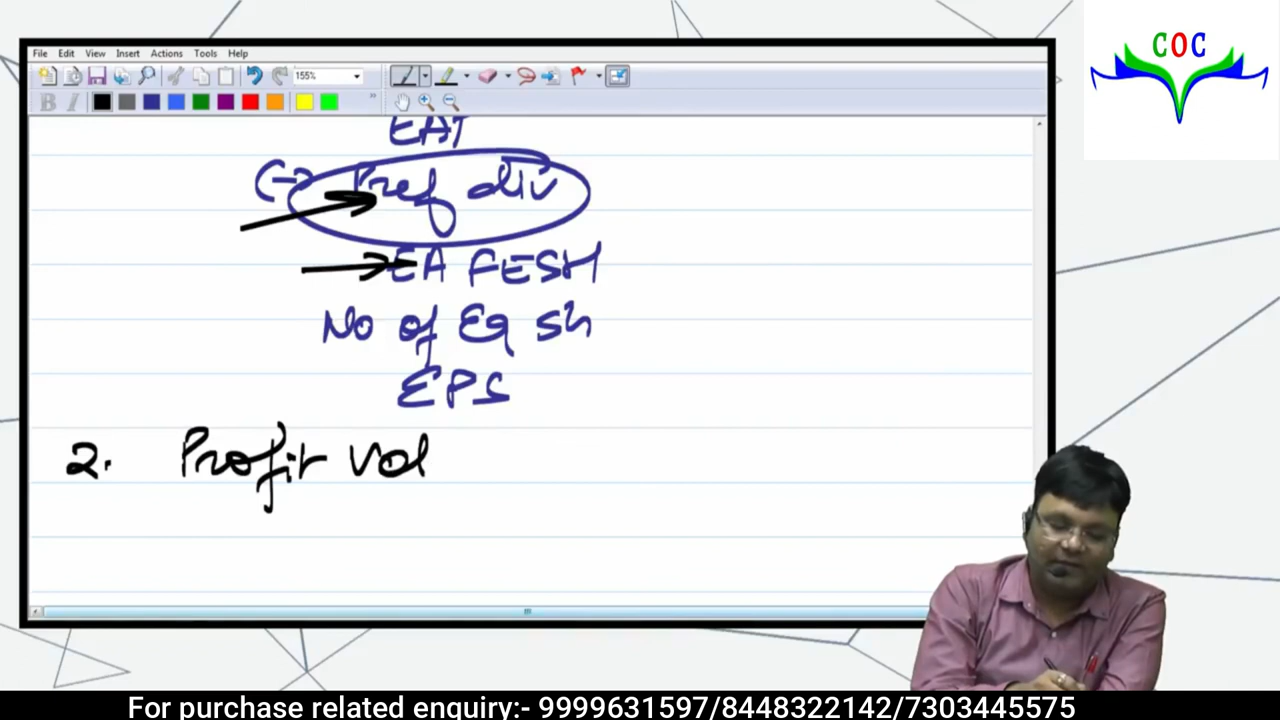 COC
File Edit View Insert Actions Tools Help
155%
B I
EAT
(-) Pref div
EA FESH
No of Eq sh
EPS
2. Profit Vol
For purchase related enquiry:- 9999631597/8448322142/7303445575